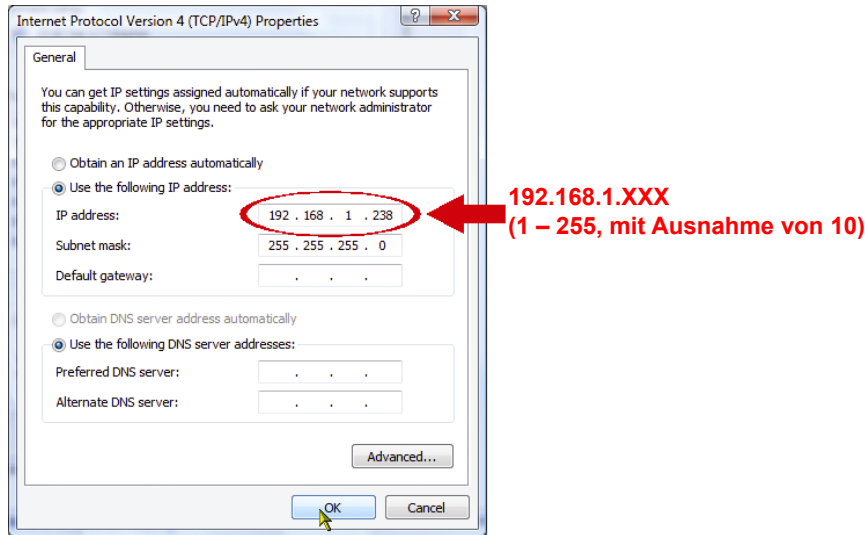 Internet Protocol Version 4 (TCP/IPv4) Properties
General
You can get IP settings assigned automatically if your network supports
this capability. Otherwise, you need to ask your network administrator
for the appropriate IP settings.
Obtain an IP address automatically
Use the following IP address:
IP address: 192 . 168 . 1 . 238
192.168.1.XXX
(1 – 255, mit Ausnahme von 10)
Subnet mask: 255 . 255 . 255 . 0
Default gateway: . . .
Obtain DNS server address automatically
Use the following DNS server addresses:
Preferred DNS server: . . .
Alternate DNS server: . . .
Advanced...
OK Cancel